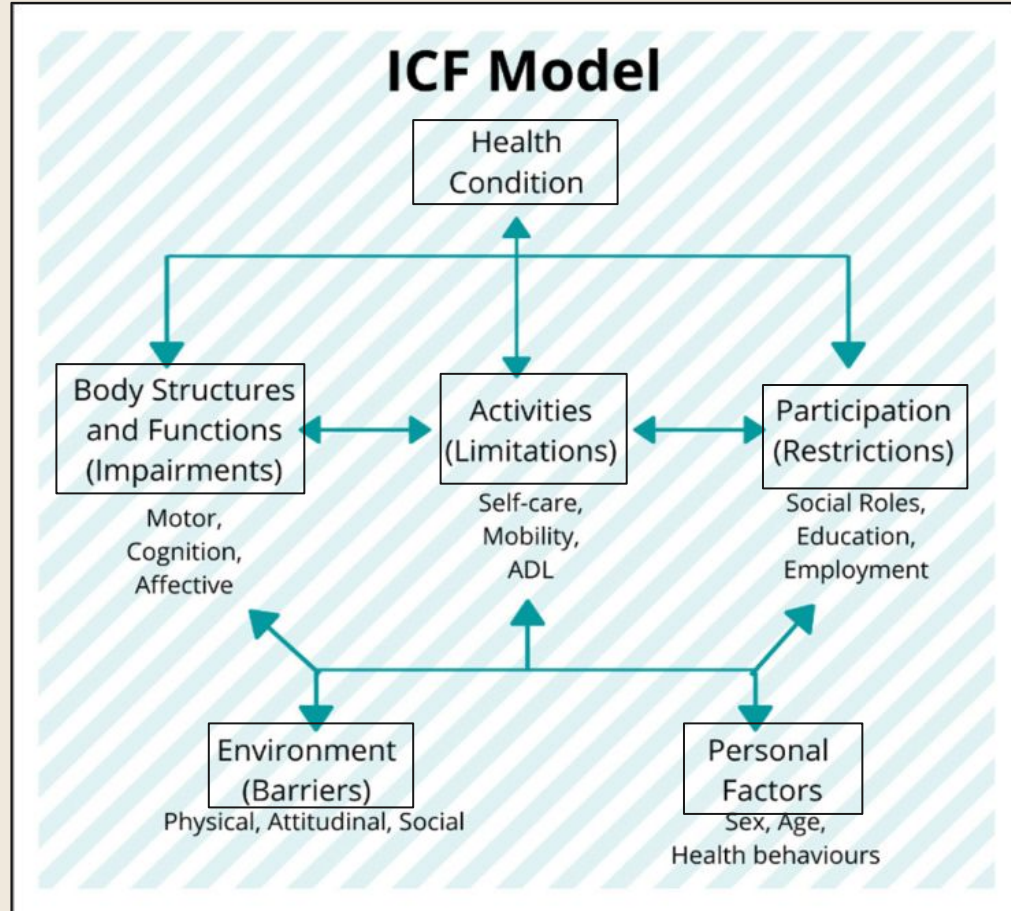 ICF Model
Health
Condition
Body Structures
and Functions
(Impairments)
Motor,
Cognition,
Affective
Activities
(Limitations)
Self-care,
Mobility,
ADL
Participation
(Restrictions)
Social Roles,
Education,
Employment
Environment
(Barriers)
Physical, Attitudinal, Social
Personal
Factors
Sex, Age,
Health behaviours